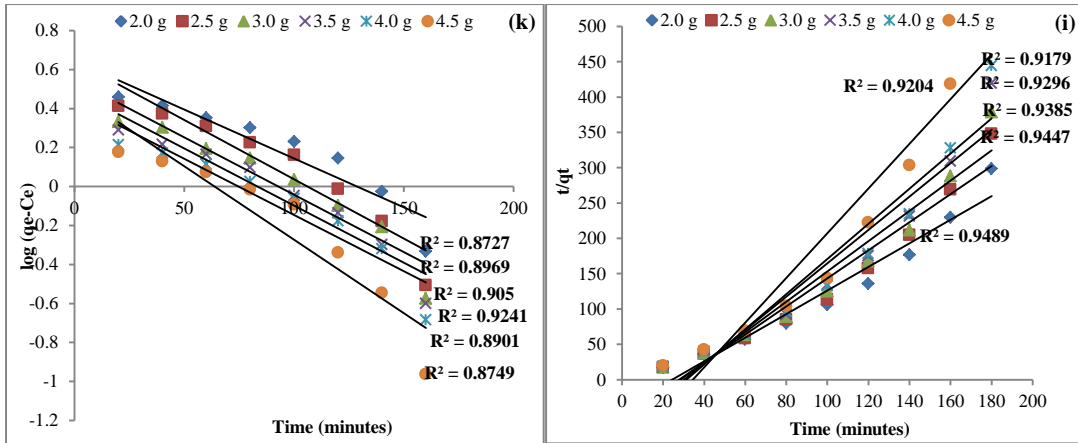 2.0 g 2.5 g 3.0 g 3.5 g 4.0 g 4.5 g
(k)
0.8
0.6
0.4
0.2
0
-0.2
-0.4
-0.6
-0.8
-1
-1.2
0 50 100 150 200
log (qe-Ce)
Time (minutes)
R² = 0.8727
R² = 0.8969
R² = 0.905
R² = 0.9241
R² = 0.8901
R² = 0.8749
2.0 g 2.5 g 3.0 g 3.5 g 4.0 g 4.5 g
(i)
500
450
400
350
300
250
200
150
100
50
0
0 20 40 60 80 100 120 140 160 180 200
t/qt
Time (minutes)
R² = 0.9204
R² = 0.9179
R² = 0.9296
R² = 0.9385
R² = 0.9447
R² = 0.9489